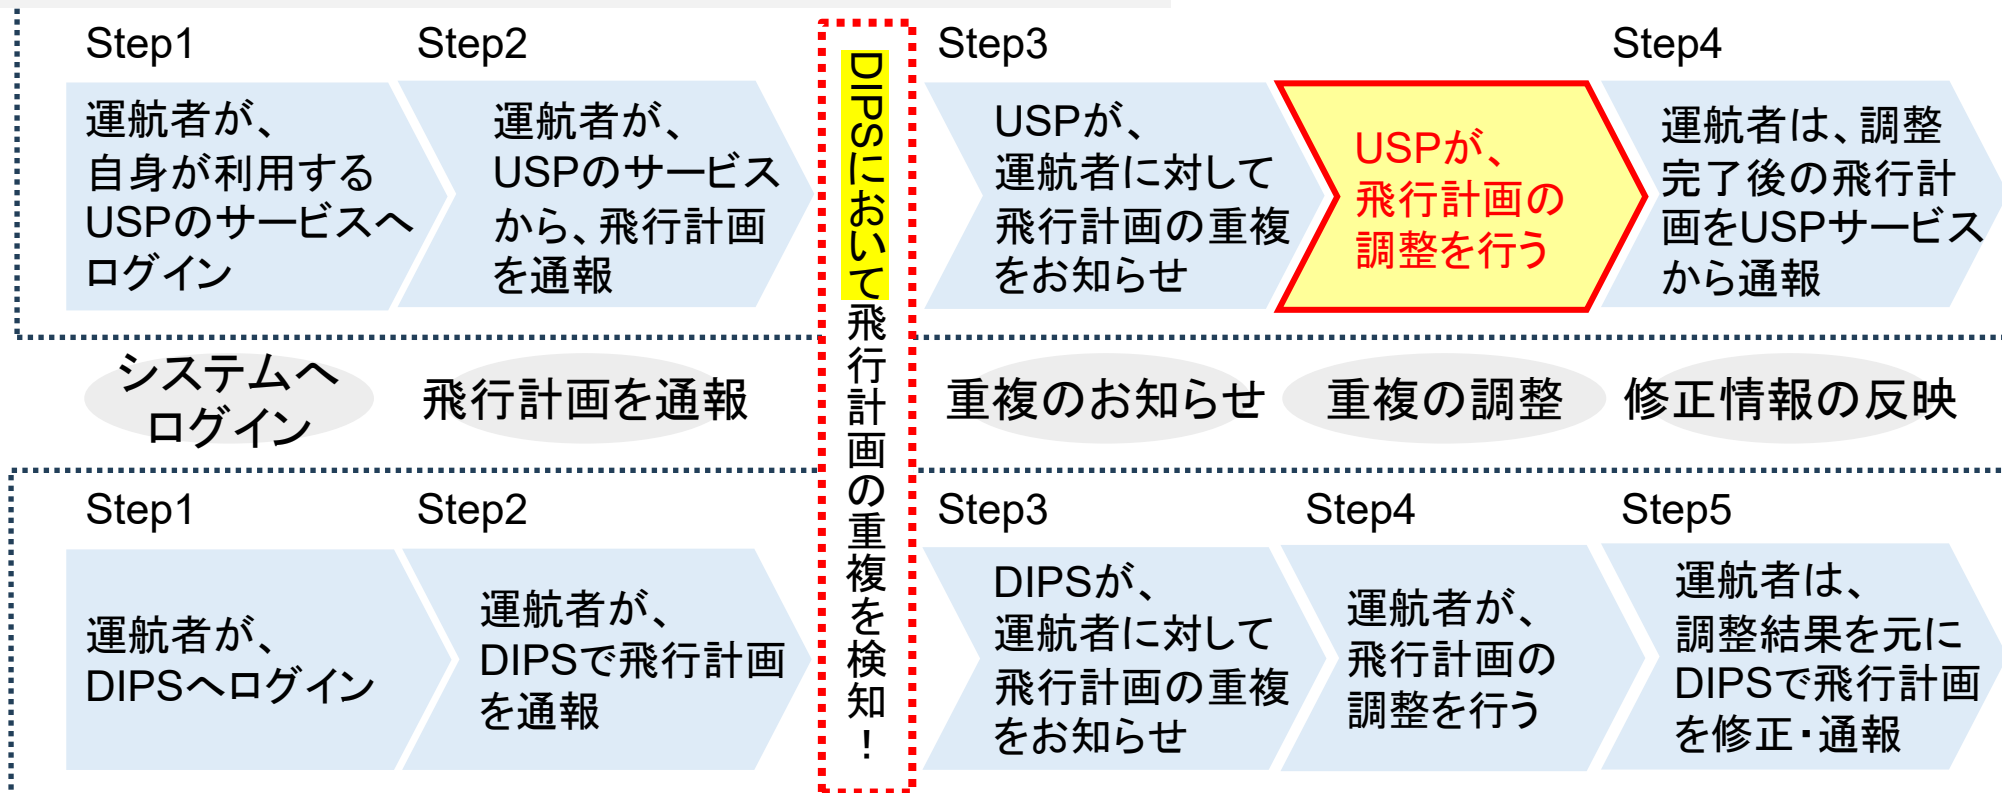 Step1
運航者が、
自身が利用する
USPのサービスへ
ログイン
Step2
運航者が、
USPのサービス
から、飛行計画
を通報
DIPSにおいて飛行計画の重複を検知!
Step3
USPが、
運航者に対して
飛行計画の重複
をお知らせ
USPが、
飛行計画の
調整を行う
Step4
運航者は、調整
完了後の飛行計
画をUSPサービス
から通報
システムへ
ログイン
飛行計画を通報
重複のお知らせ
重複の調整
修正情報の反映
Step1
運航者が、
DIPSへログイン
Step2
運航者が、
DIPSで飛行計画
を通報
Step3
DIPSが、
運航者に対して
飛行計画の重複
をお知らせ
Step4
運航者が、
飛行計画の
調整を行う
Step5
運航者は、
調整結果を元に
DIPSで飛行計画
を修正・通報